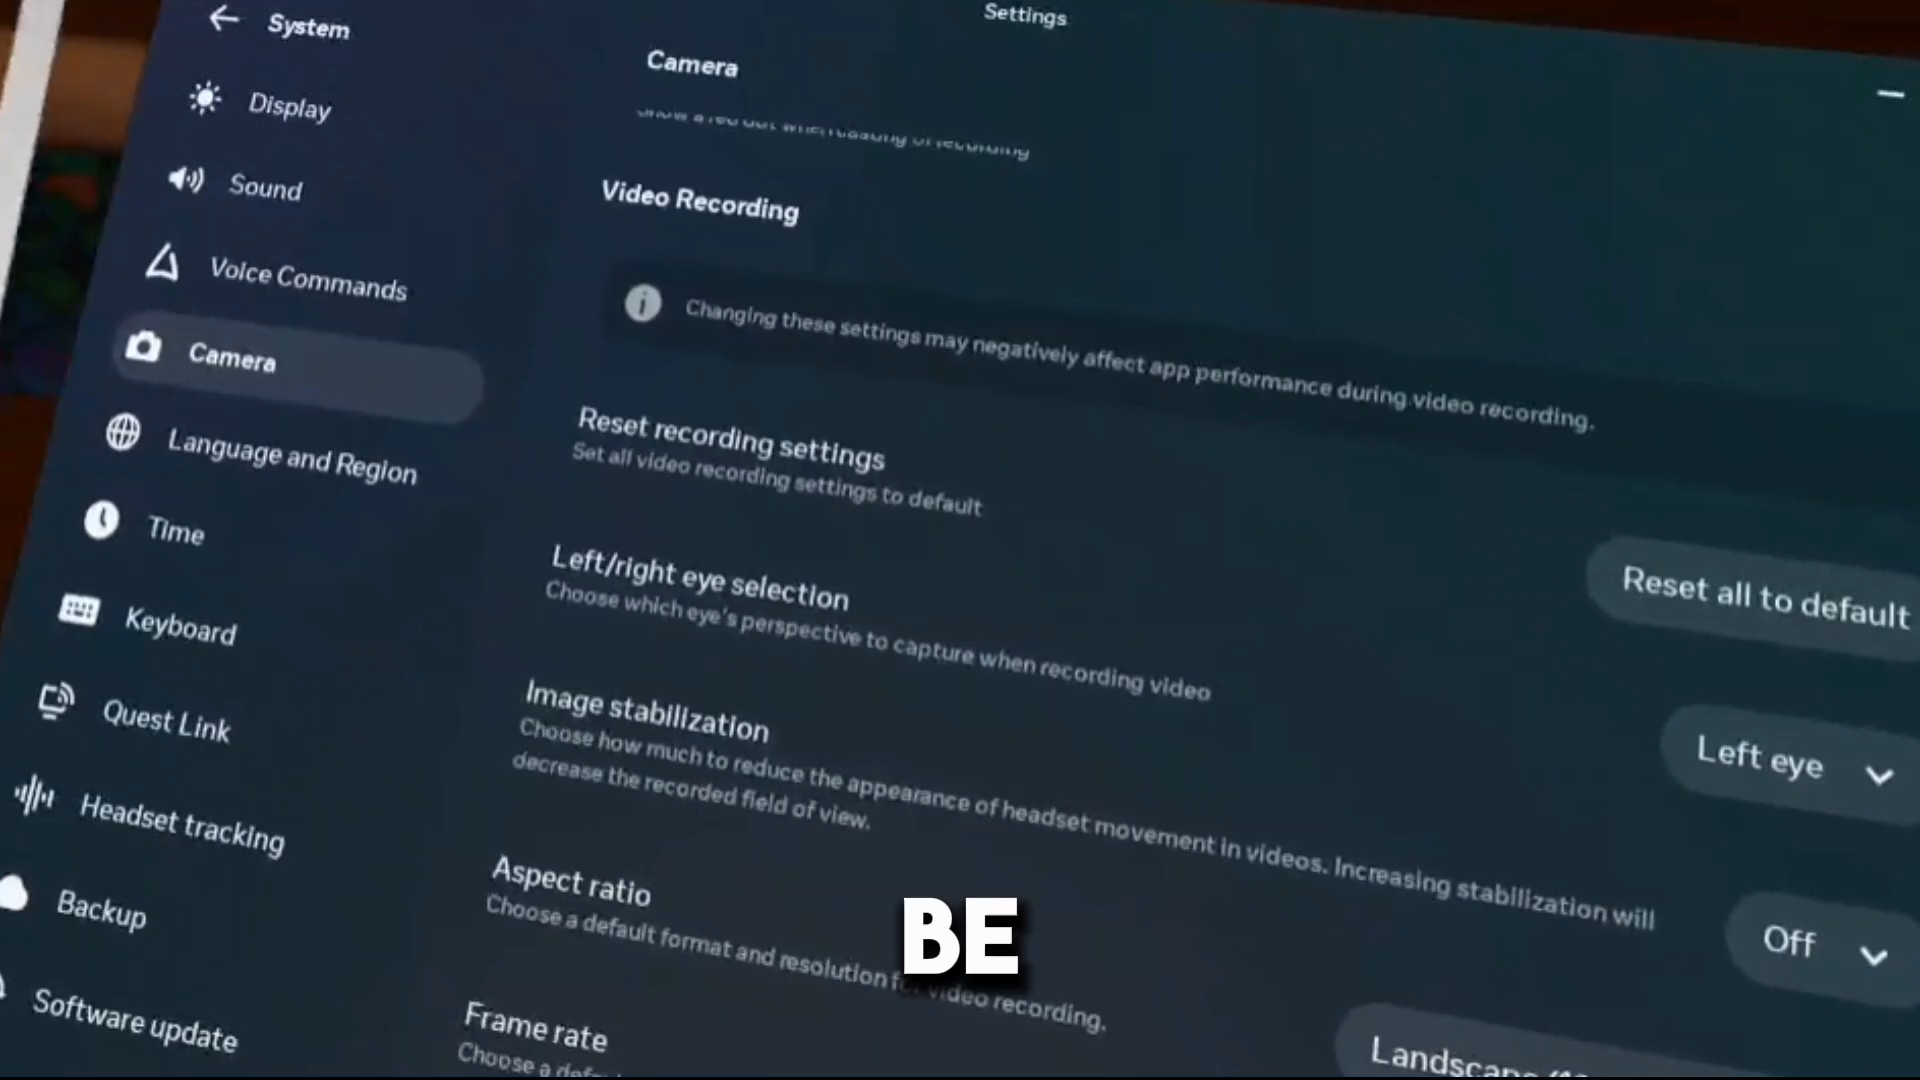 Settings
System
Display
Sound
Voice Commands
Camera
Language and Region
Time
Keyboard
Quest Link
Headset tracking
Backup
Software update
Camera
Video Recording
Changing these settings may negatively affect app performance during video recording.
Reset recording settings
Set all video recording settings to default
Reset all to default
Left/right eye selection
Choose which eye's perspective to capture when recording video
Left eye
Image stabilization
Choose how much to reduce the appearance of headset movement in videos. Increasing stabilization will
decrease the recorded field of view.
Off
Aspect ratio
Choose a default format and resolution for video recording.
Landscape
Frame rate
Choose a
BE